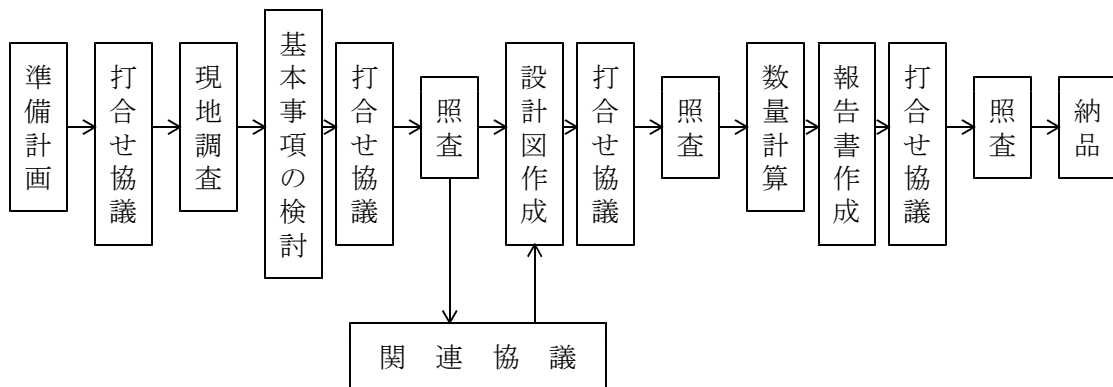 準備計画
打合せ協議
現地調査
基本事項の検討
打合せ協議
照査
設計図作成
打合せ協議
照査
数量計算
報告書作成
打合せ協議
照査
納品
関連協議